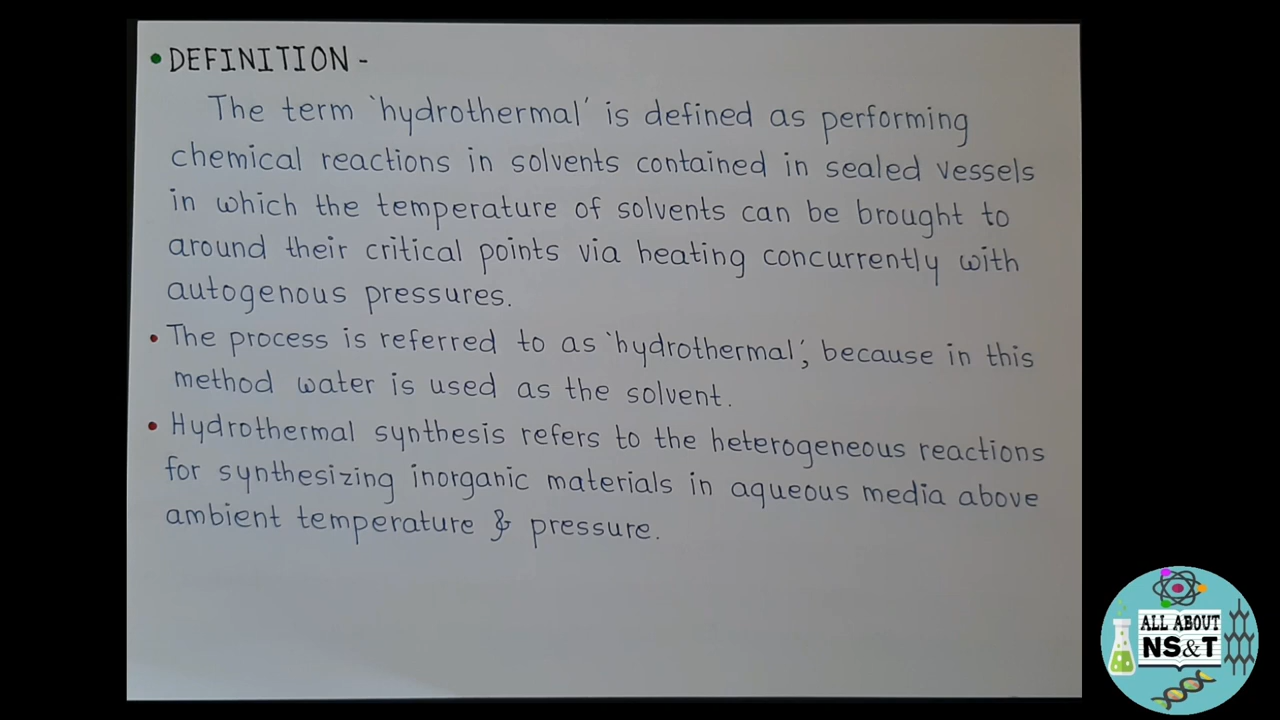 • DEFINITION -
The term 'hydrothermal' is defined as performing
chemical reactions in solvents contained in sealed vessels
in which the temperature of solvents can be brought to
around their critical points via heating concurrently with
autogenous pressures.
• The process is referred to as 'hydrothermal', because in this
method water is used as the solvent.
• Hydrothermal synthesis refers to the heterogeneous reactions
for synthesizing inorganic materials in aqueous media above
ambient temperature & pressure.
ALL ABOUT
NS&T